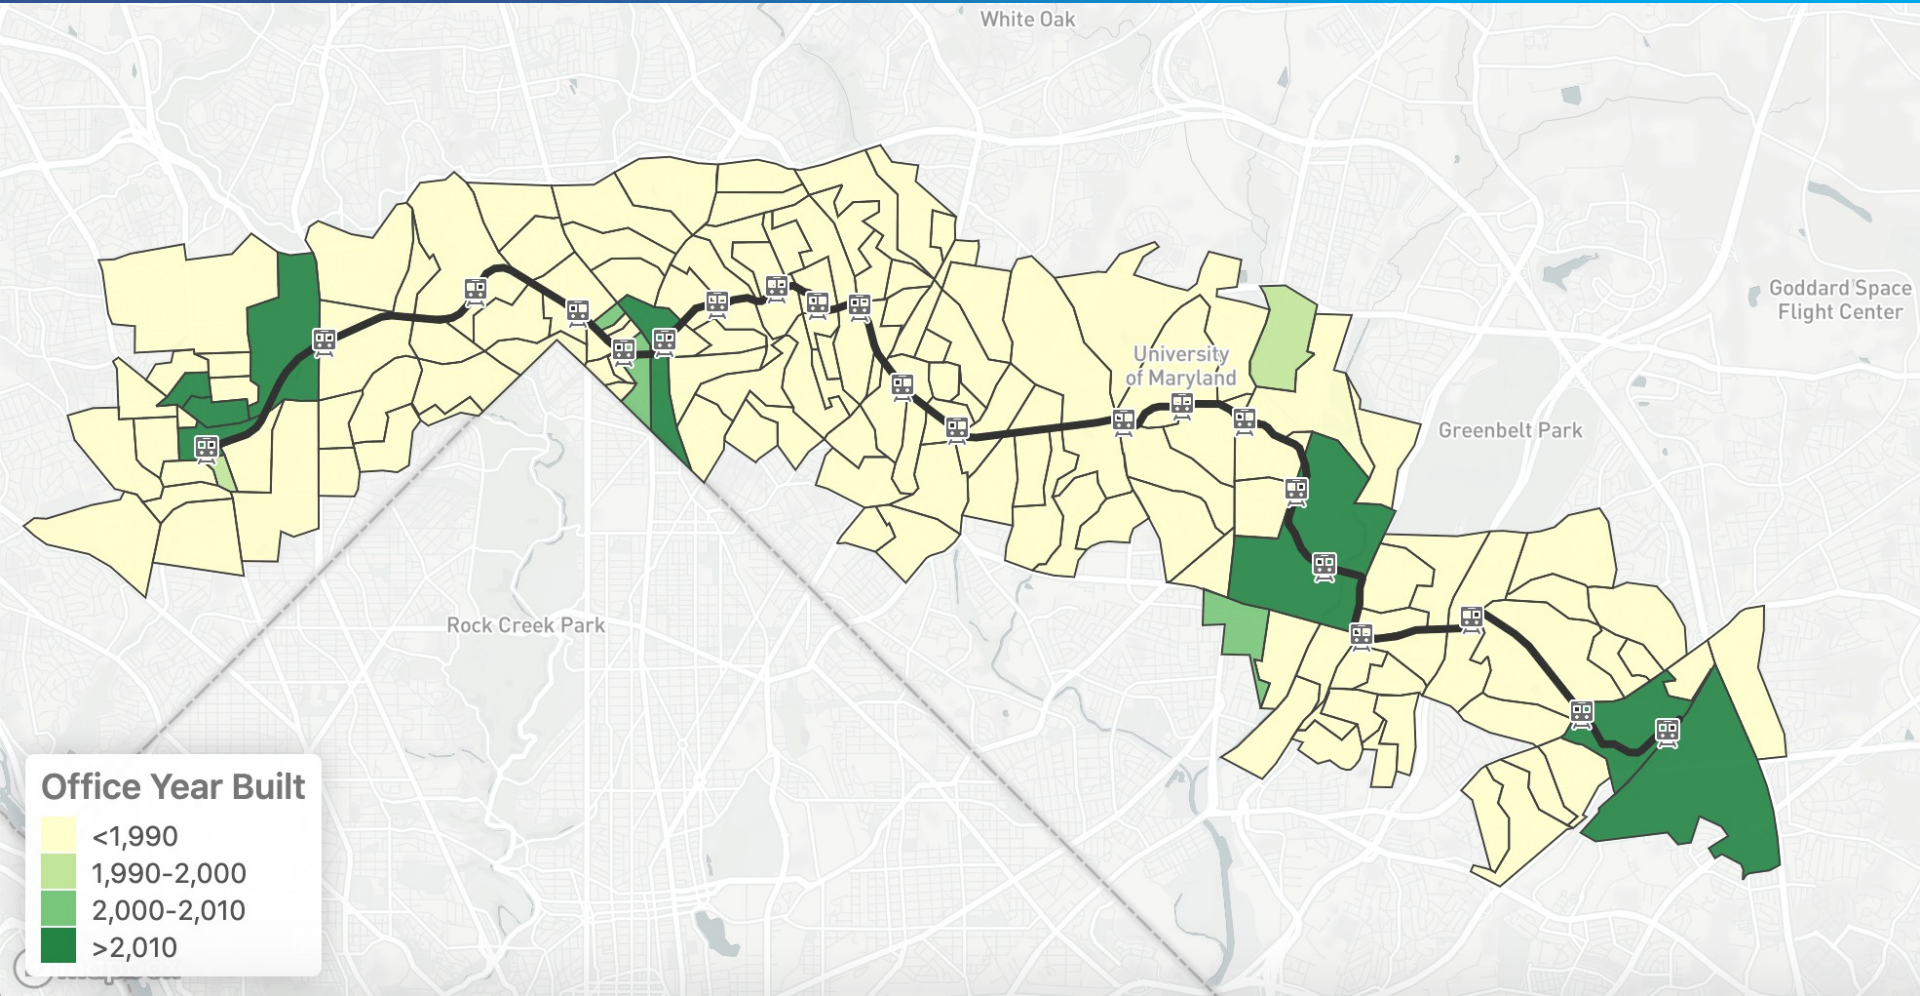 White Oak
Goddard Space
Flight Center
University
of Maryland
Greenbelt Park
Rock Creek Park
Office Year Built
<1,990
1,990-2,000
2,000-2,010
>2,010